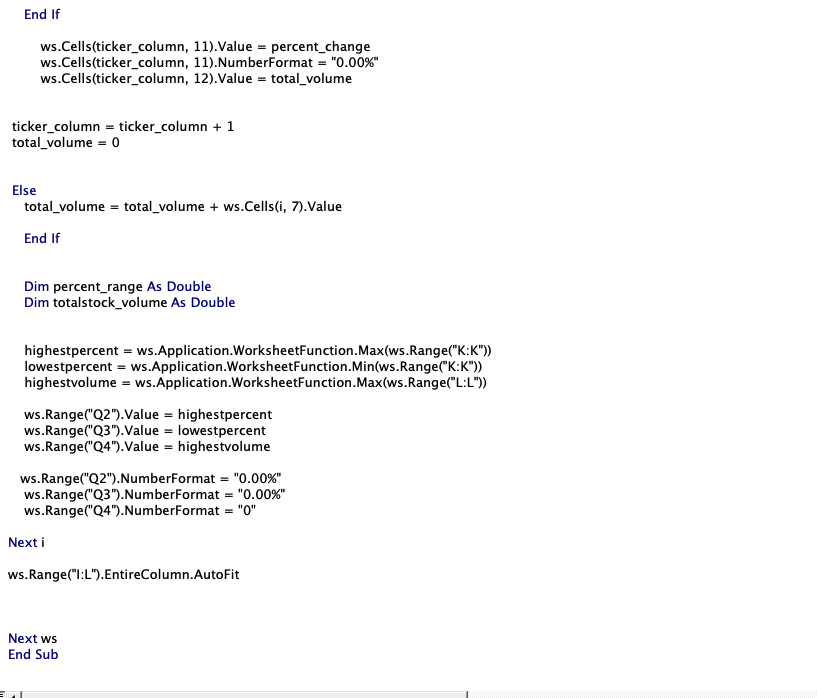 End If
ws.Cells(ticker_column, 11).Value = percent_change
ws.Cells(ticker_column, 11).NumberFormat = "0.00%"
ws.Cells(ticker_column, 12).Value = total_volume
ticker_column = ticker_column + 1
total_volume = 0
Else
total_volume = total_volume + ws.Cells(i, 7).Value
End If
Dim percent_range As Double
Dim totalstock_volume As Double
highestpercent = ws.Application.WorksheetFunction.Max(ws.Range("K:K"))
lowestpercent = ws.Application.WorksheetFunction.Min(ws.Range("K:K"))
highestvolume = ws.Application.WorksheetFunction.Max(ws.Range("L:L"))
ws.Range("Q2").Value = highestpercent
ws.Range("Q3").Value = lowestpercent
ws.Range("Q4").Value = highestvolume
ws.Range("Q2").NumberFormat = "0.00%"
ws.Range("Q3").NumberFormat = "0.00%"
ws.Range("Q4").NumberFormat = "0"
Next i
ws.Range("I:L").EntireColumn.AutoFit
Next ws
End Sub